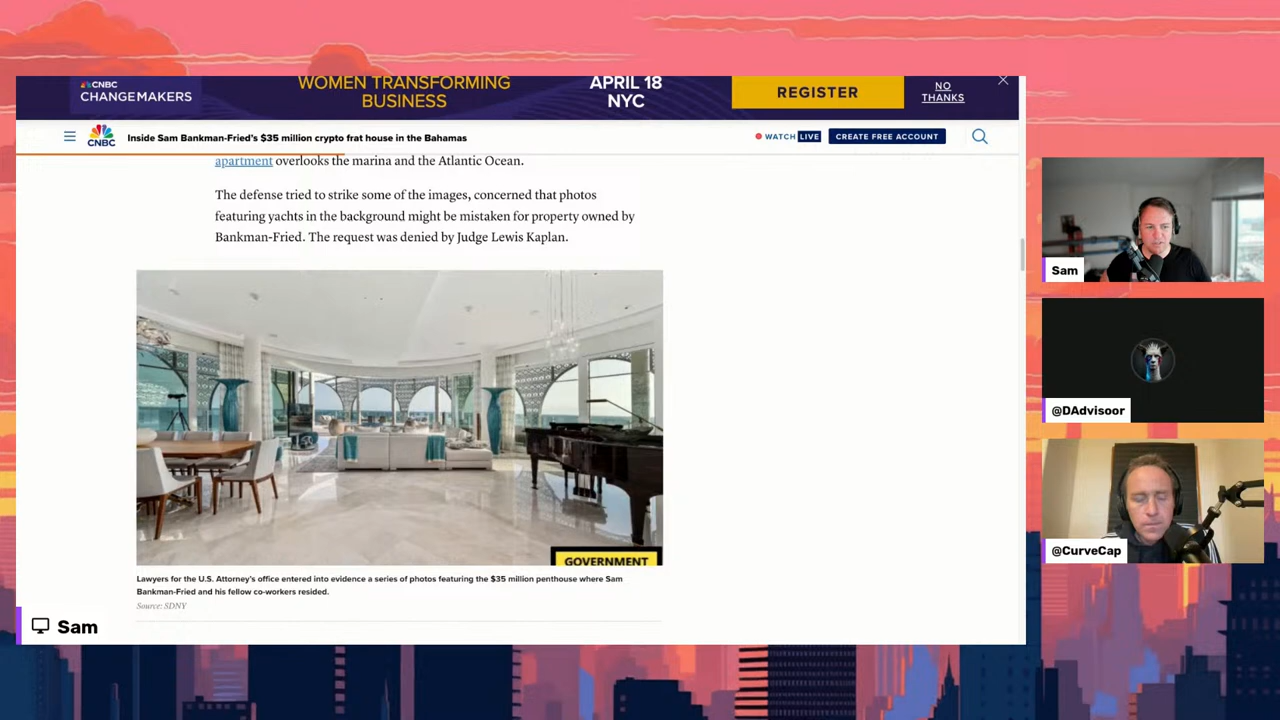 CNBC
CHANGEMAKERS
WOMEN TRANSFORMING
BUSINESS
APRIL 18
NYC
REGISTER
NO
THANKS
CNBC
Inside Sam Bankman-Fried's $35 million crypto frat house in the Bahamas
WATCH LIVE
CREATE FREE ACCOUNT
apartment overlooks the marina and the Atlantic Ocean.
The defense tried to strike some of the images, concerned that photos
featuring yachts in the background might be mistaken for property owned by
Bankman-Fried. The request was denied by Judge Lewis Kaplan.
GOVERNMENT
Lawyers for the U.S. Attorney's office entered into evidence a series of photos featuring the $35 million penthouse where Sam
Bankman-Fried and his fellow co-workers resided.
Source: SDNY
Sam
Sam
@DAdvisoor
@CurveCap